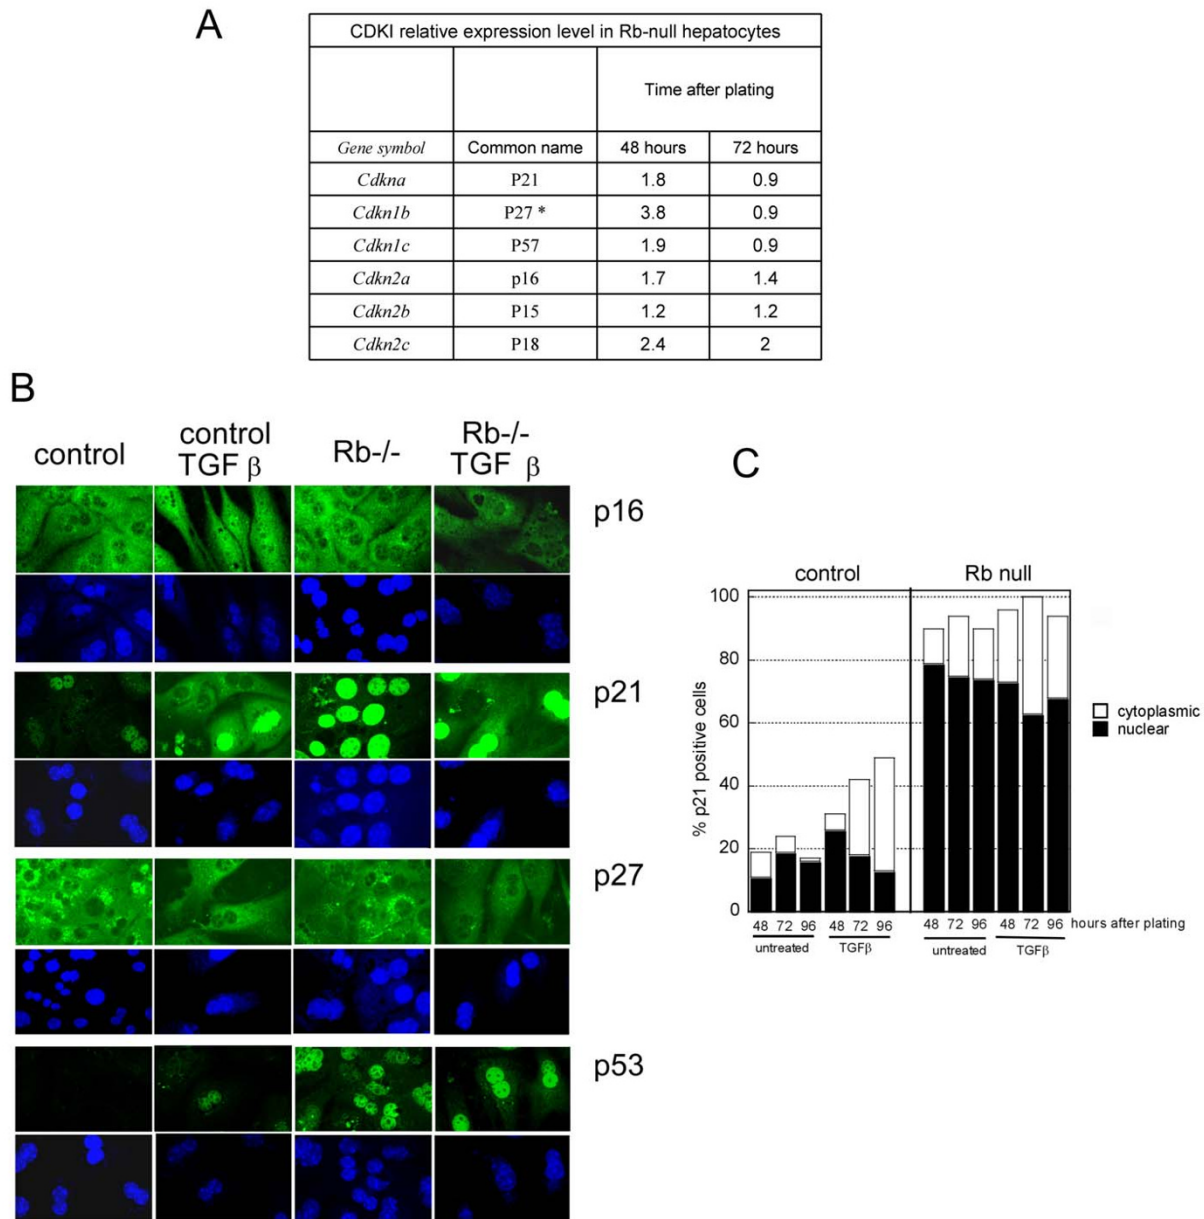 A
CDKI relative expression level in Rb-null hepatocytes
Time after plating
Gene symbol Common name 48 hours 72 hours
Cdkna P21 1.8 0.9
Cdkn1b P27 * 3.8 0.9
Cdkn1c P57 1.9 0.9
Cdkn2a p16 1.7 1.4
Cdkn2b P15 1.2 1.2
Cdkn2c P18 2.4 2
B
control control TGF β Rb-/- Rb-/- TGF β
p16
p21
p27
p53
C
control Rb null
% p21 positive cells
100
80
60
40
20
0
cytoplasmic
nuclear
48 72 96 48 72 96 48 72 96 48 72 96 hours after plating
untreated TGFβ untreated TGFβ